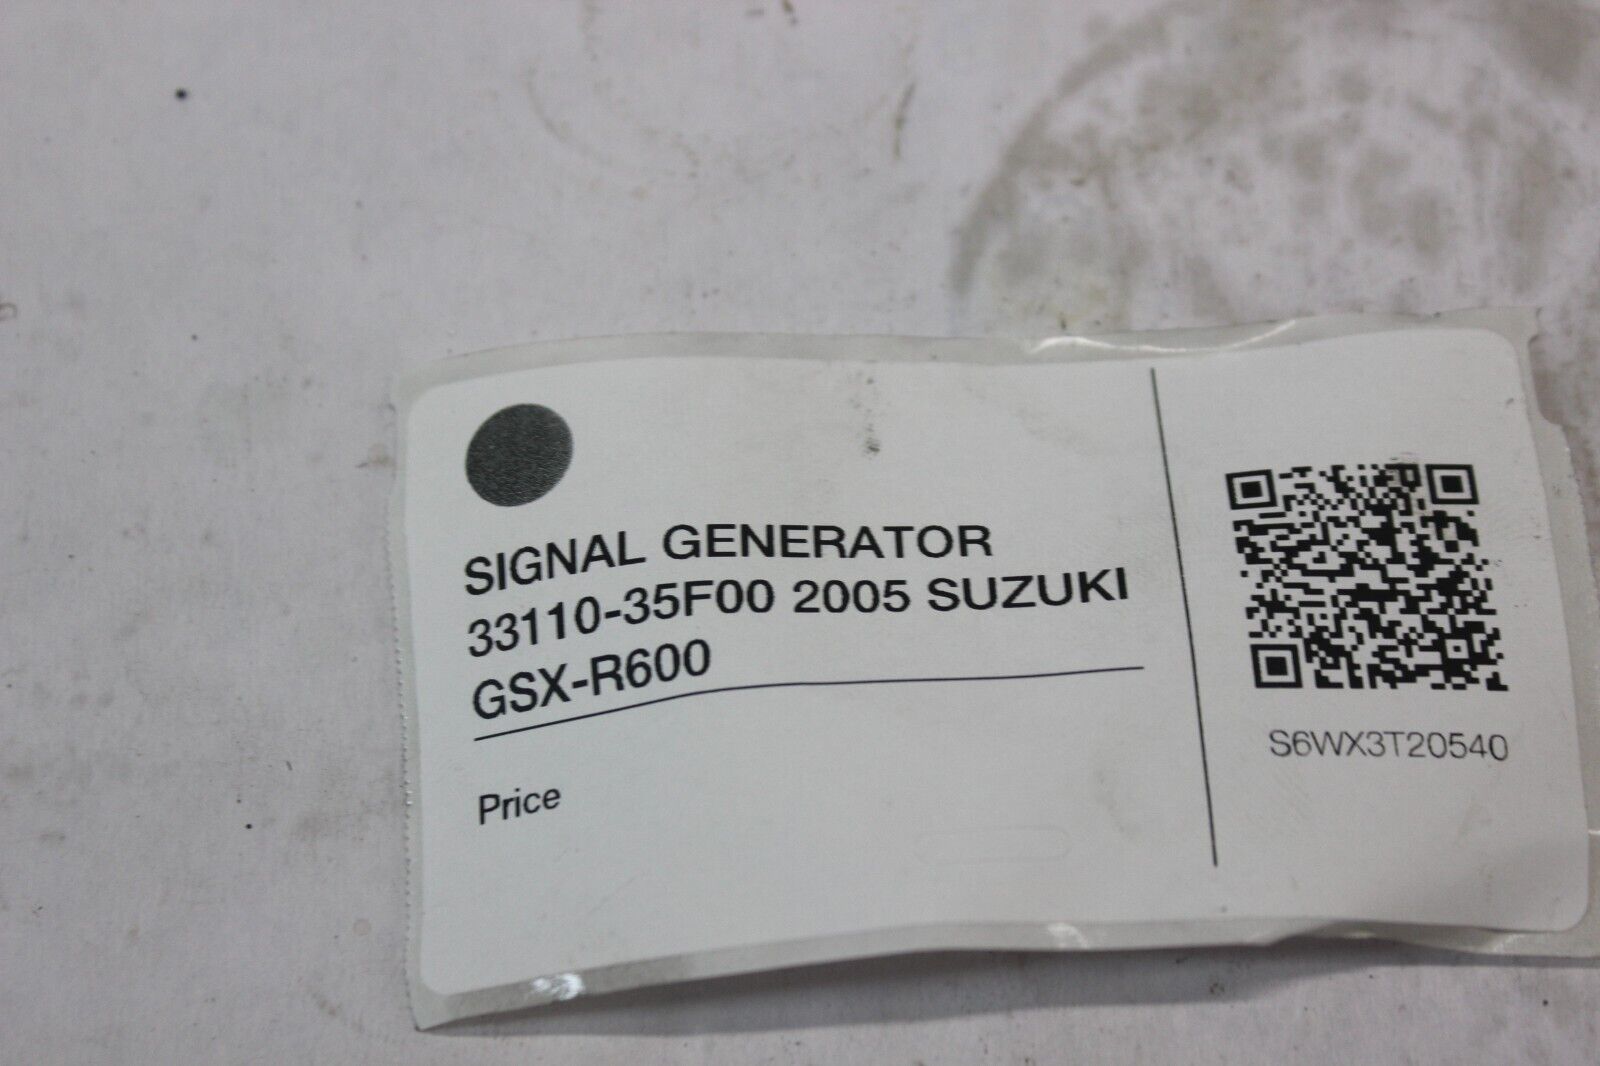 SIGNAL GENERATOR
33110-35F00 2005 SUZUKI
GSX-R600
Price
S6WX3T20540